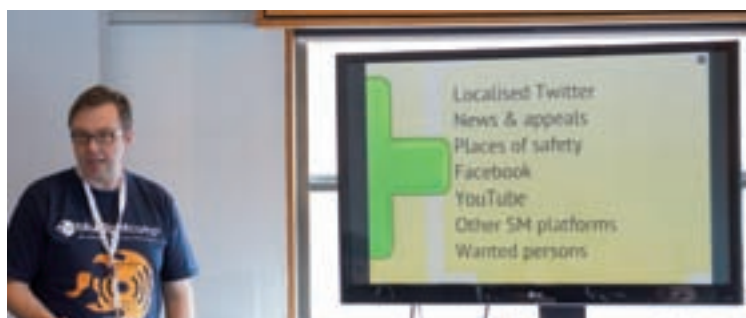 Localised Twitter
News & appeals
Places of safety
Facebook
YouTube
Other SM platforms
Wanted persons